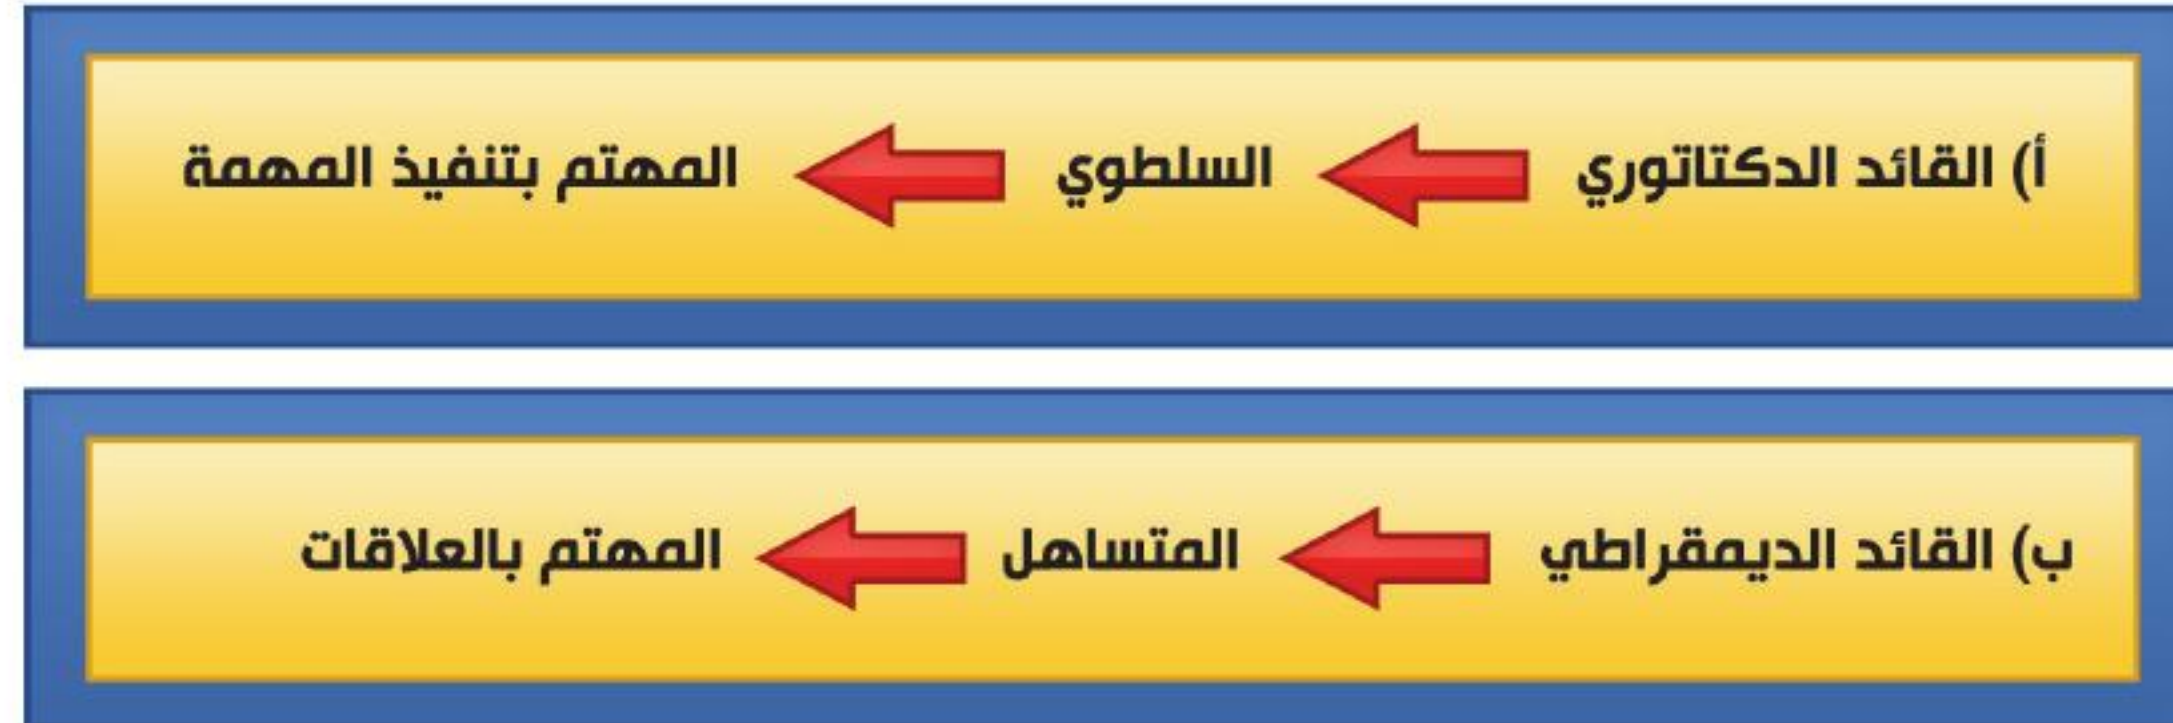 أ) القائد الدكتاتوري السلطوي المهتم بتنفيذ المهمة
ب) القائد الديمقراطي المتساهل المهتم بالعلاقات